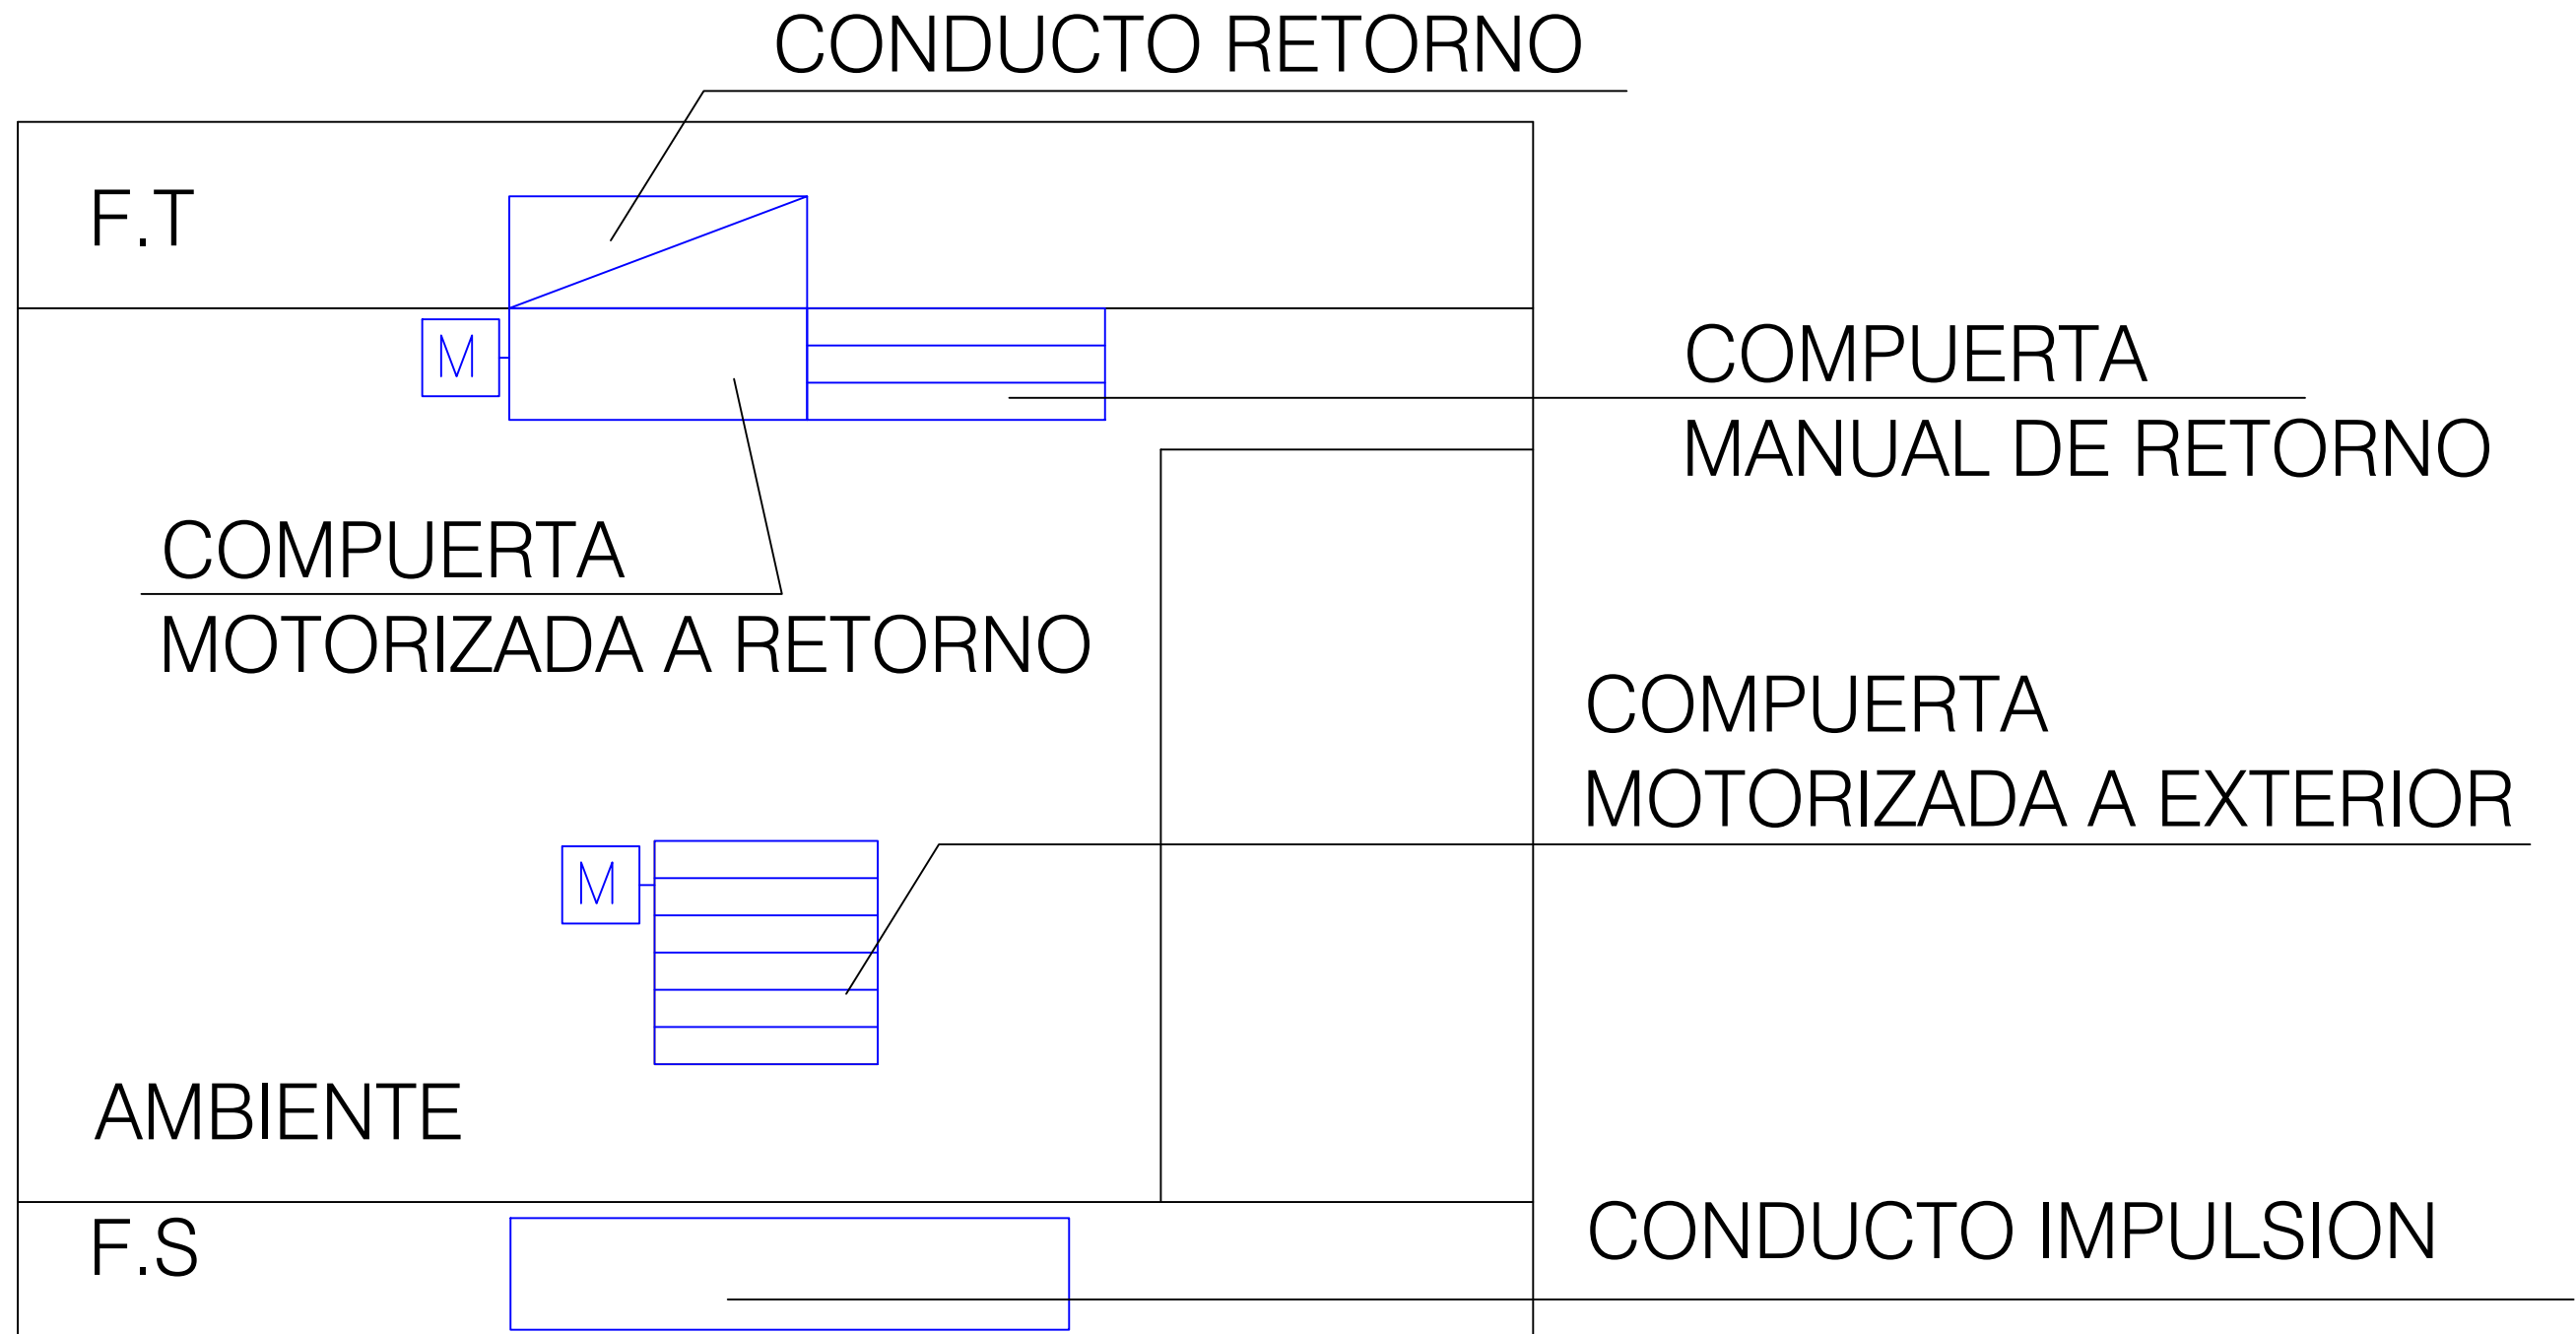 CONDUCTO RETORNO
F.T
M
COMPUERTA
MANUAL DE RETORNO
COMPUERTA
MOTORIZADA A RETORNO
COMPUERTA
MOTORIZADA A EXTERIOR
M
AMBIENTE
F.S
CONDUCTO IMPULSION